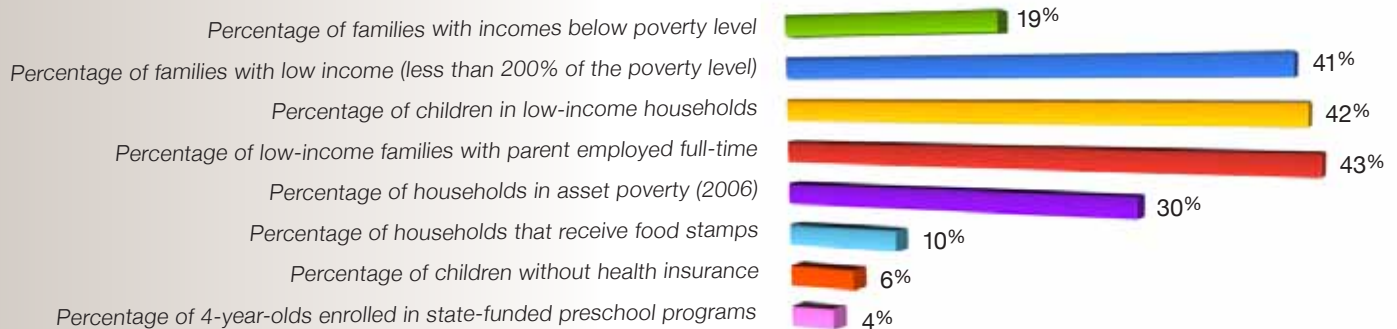 Percentage of families with incomes below poverty level 19%
Percentage of families with low income (less than 200% of the poverty level) 41%
Percentage of children in low-income households 42%
Percentage of low-income families with parent employed full-time 43%
Percentage of households in asset poverty (2006) 30%
Percentage of households that receive food stamps 10%
Percentage of children without health insurance 6%
Percentage of 4-year-olds enrolled in state-funded preschool programs 4%